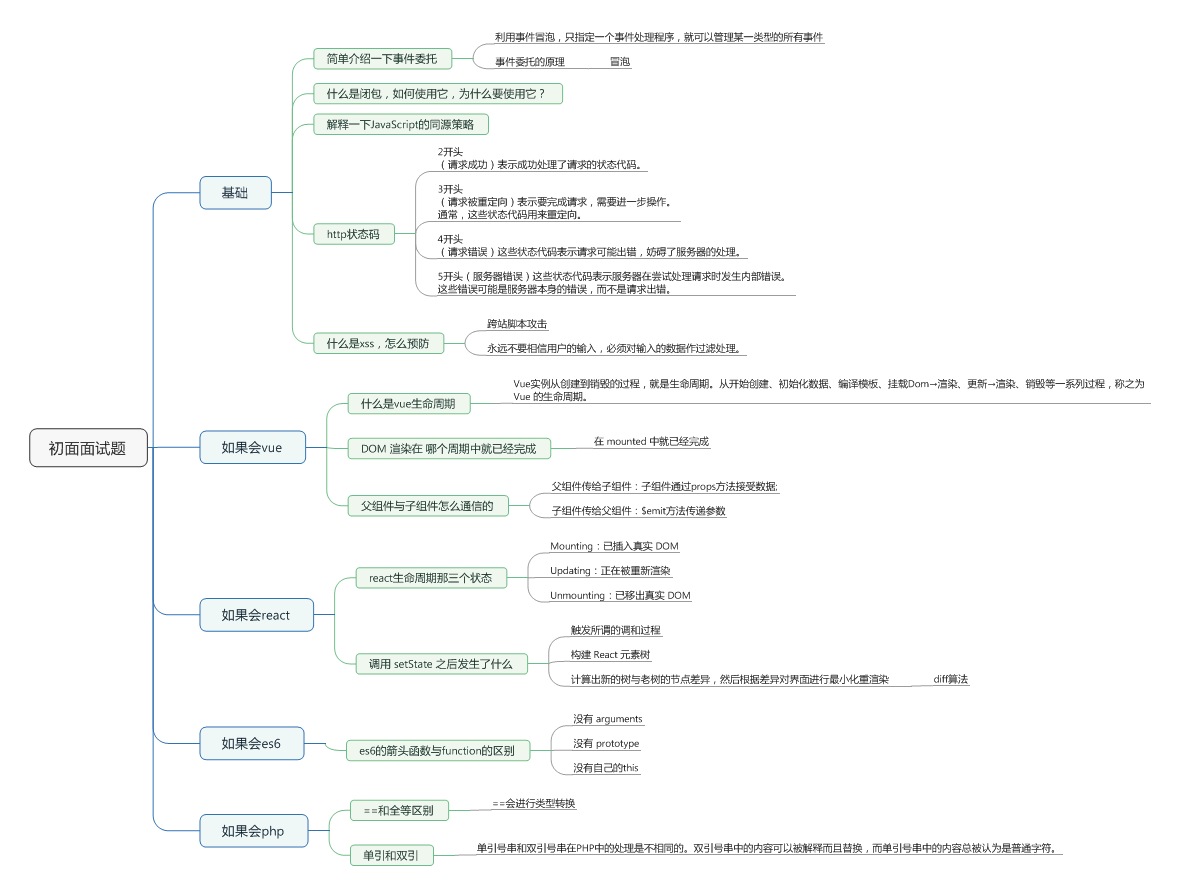 初面面试题
基础
简单介绍一下事件委托
利用事件冒泡，只指定一个事件处理程序，就可以管理某一类型的所有事件
事件委托的原理
冒泡
什么是闭包，如何使用它，为什么要使用它？
解释一下JavaScript的同源策略
http状态码
2开头
（请求成功）表示成功处理了请求的状态代码。
3开头
（请求被重定向）表示要完成请求，需要进一步操作。
通常，这些状态代码用来重定向。
4开头
（请求错误）这些状态代码表示请求可能出错，妨碍了服务器的处理。
5开头（服务器错误）这些状态代码表示服务器在尝试处理请求时发生内部错误。
这些错误可能是服务器本身的错误，而不是请求出错。
什么是xss，怎么预防
跨站脚本攻击
永远不要相信用户的输入，必须对输入的数据作过滤处理。
如果会vue
什么是vue生命周期
Vue实例从创建到销毁的过程，就是生命周期。从开始创建、初始化数据、编译模板、挂载Dom→渲染、更新→渲染、销毁等一系列过程，称之为
Vue 的生命周期。
DOM 渲染在 哪个周期中就已经完成
在 mounted 中就已经完成
父组件与子组件怎么通信的
父组件传给子组件：子组件通过props方法接受数据;
子组件传给父组件：$emit方法传递参数
如果会react
react生命周期那三个状态
Mounting：已插入真实 DOM
Updating：正在被重新渲染
Unmounting：已移出真实 DOM
调用 setState 之后发生了什么
触发所谓的调和过程
构建 React 元素树
计算出新的树与老树的节点差异，然后根据差异对界面进行最小化重渲染
diff算法
如果会es6
es6的箭头函数与function的区别
没有 arguments
没有 prototype
没有自己的this
如果会php
==和全等区别
==会进行类型转换
单引和双引
单引号串和双引号串在PHP中的处理是不相同的。双引号串中的内容可以被解释而且替换，而单引号串中的内容总被认为是普通字符。